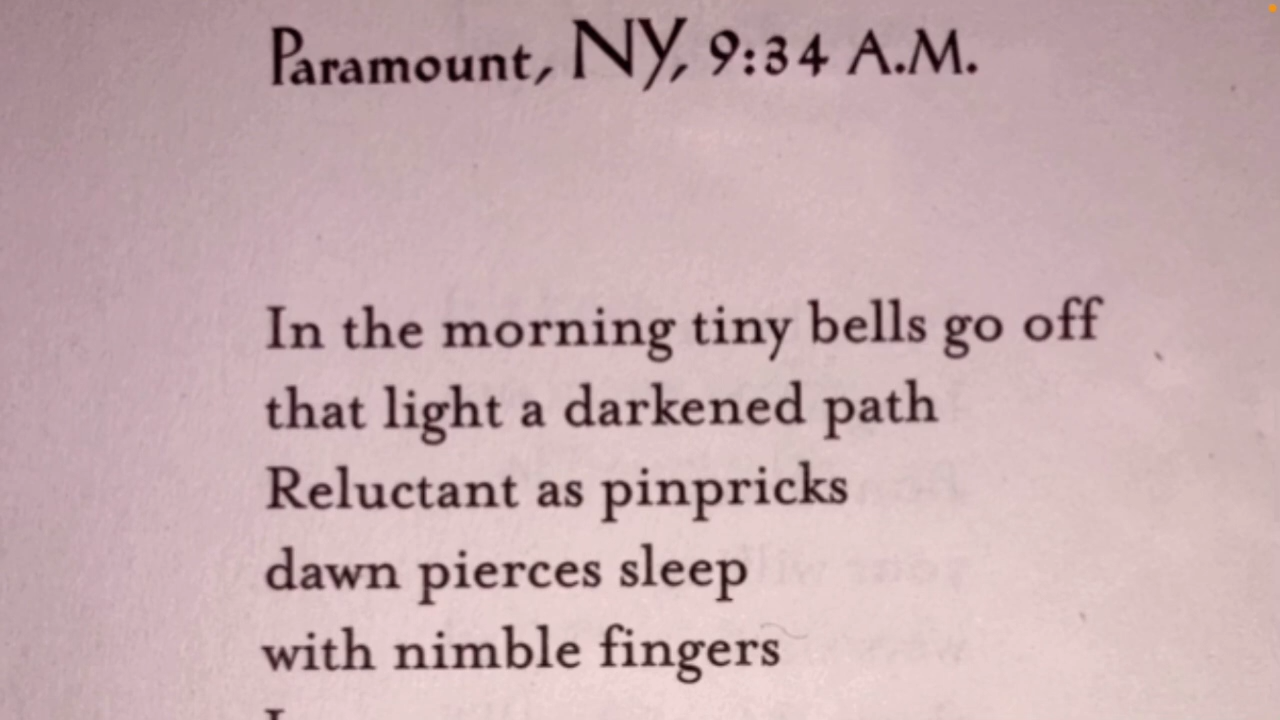 Paramount, NY, 9:34 A.M.
In the morning tiny bells go off
that light a darkened path
Reluctant as pinpricks
dawn pierces sleep
with nimble fingers